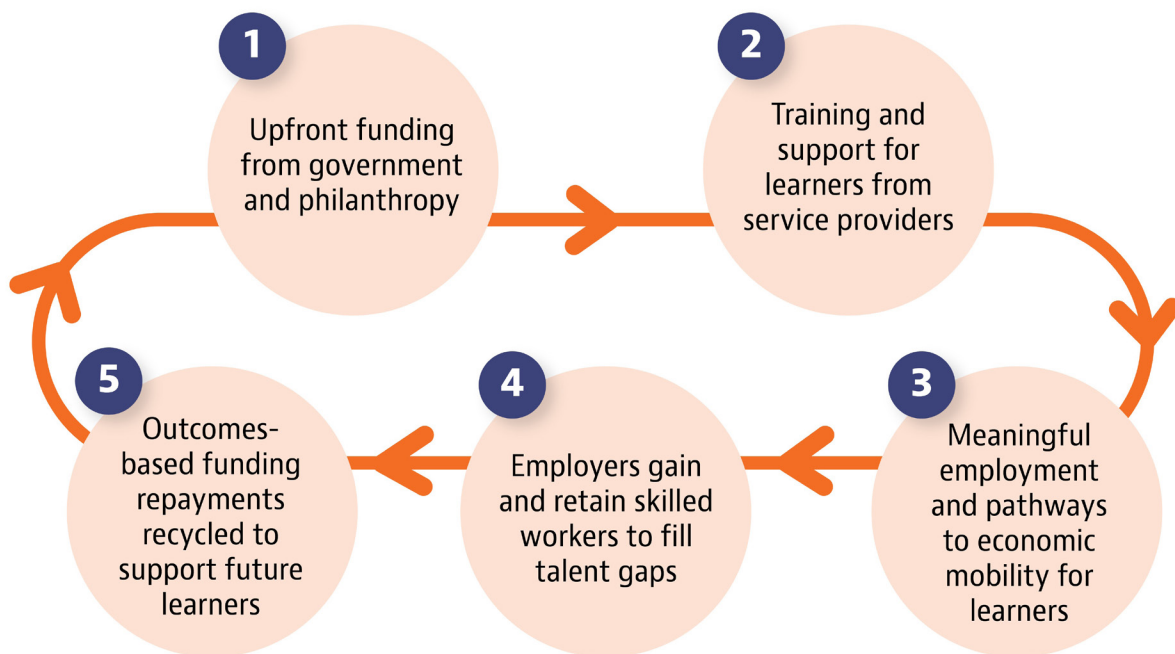 1
Upfront funding
from government
and philanthropy
2
Training and
support for
learners from
service providers
3
Meaningful
employment
and pathways
to economic
mobility for
learners
4
Employers gain
and retain skilled
workers to fill
talent gaps
5
Outcomes-
based funding
repayments
recycled to
support future
learners